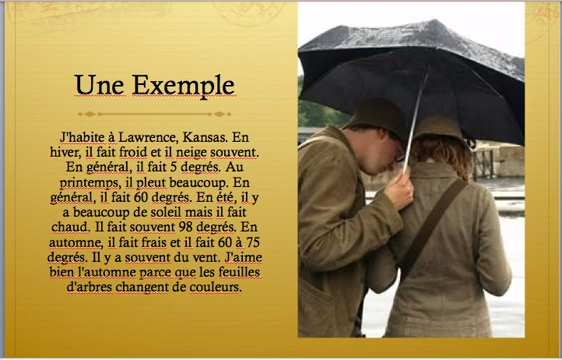 Une Exemple
J'habite à Lawrence, Kansas. En
hiver, il fait froid et il neige souvent.
En général, il fait 5 degrés. Au
printemps, il pleut beaucoup. En
général, il fait 60 degrés. En été, il y
a beaucoup de soleil mais il fait
chaud. Il fait souvent 98 degrés. En
automne, il fait frais et il fait 60 à 75
degrés. Il y a souvent du vent. J'aime
bien l'automne parce que les feuilles
d'arbres changent de couleurs.